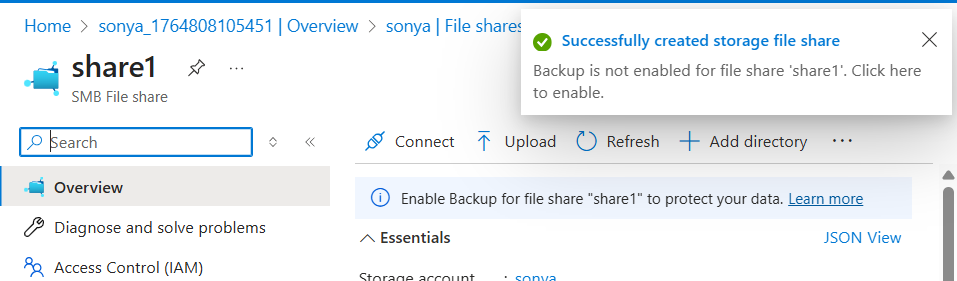 Home > sonya_1764808105451 | Overview > sonya | File shares
Successfully created storage file share
Backup is not enabled for file share 'share1'. Click here
to enable.
share1
SMB File share
Search
Connect Upload Refresh Add directory
Overview
Enable Backup for file share "share1" to protect your data. Learn more
Diagnose and solve problems
Essentials
JSON View
Access Control (IAM)
Storage account : sonya